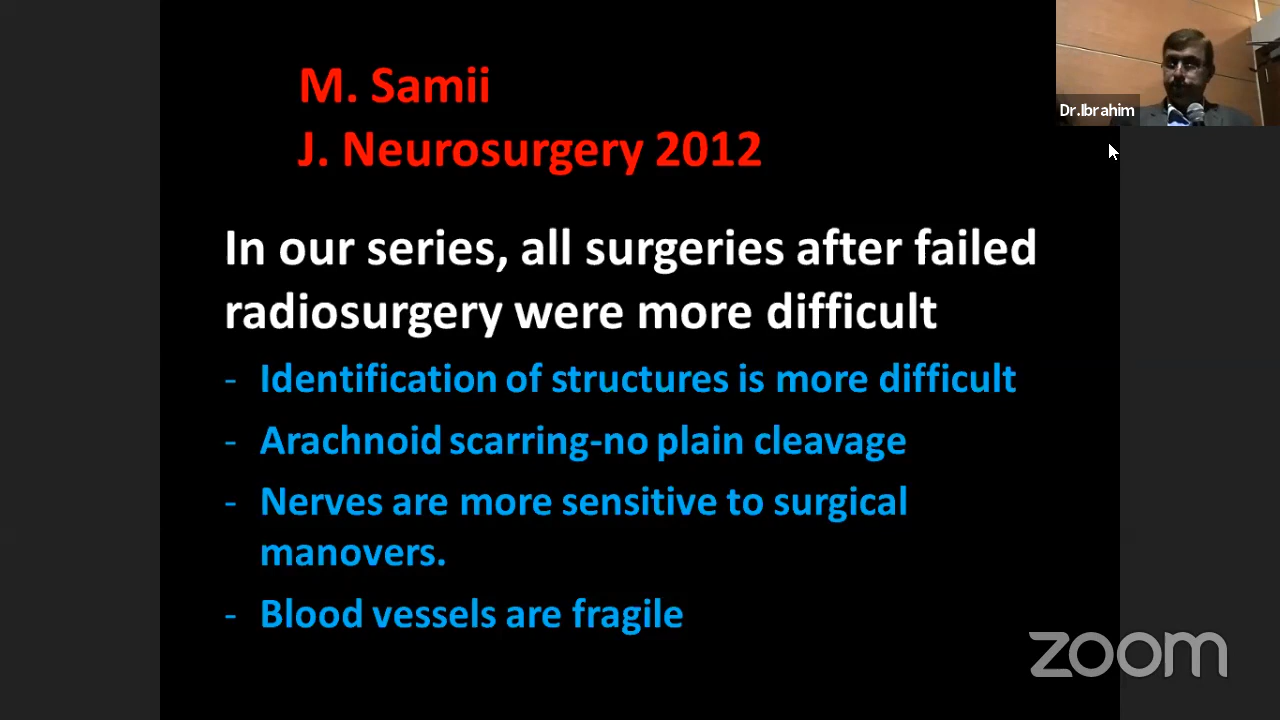 M. Samii
J. Neurosurgery 2012
In our series, all surgeries after failed
radiosurgery were more difficult
- Identification of structures is more difficult
- Arachnoid scarring-no plain cleavage
- Nerves are more sensitive to surgical
manovers.
- Blood vessels are fragile
Dr.Ibrahim
zoom